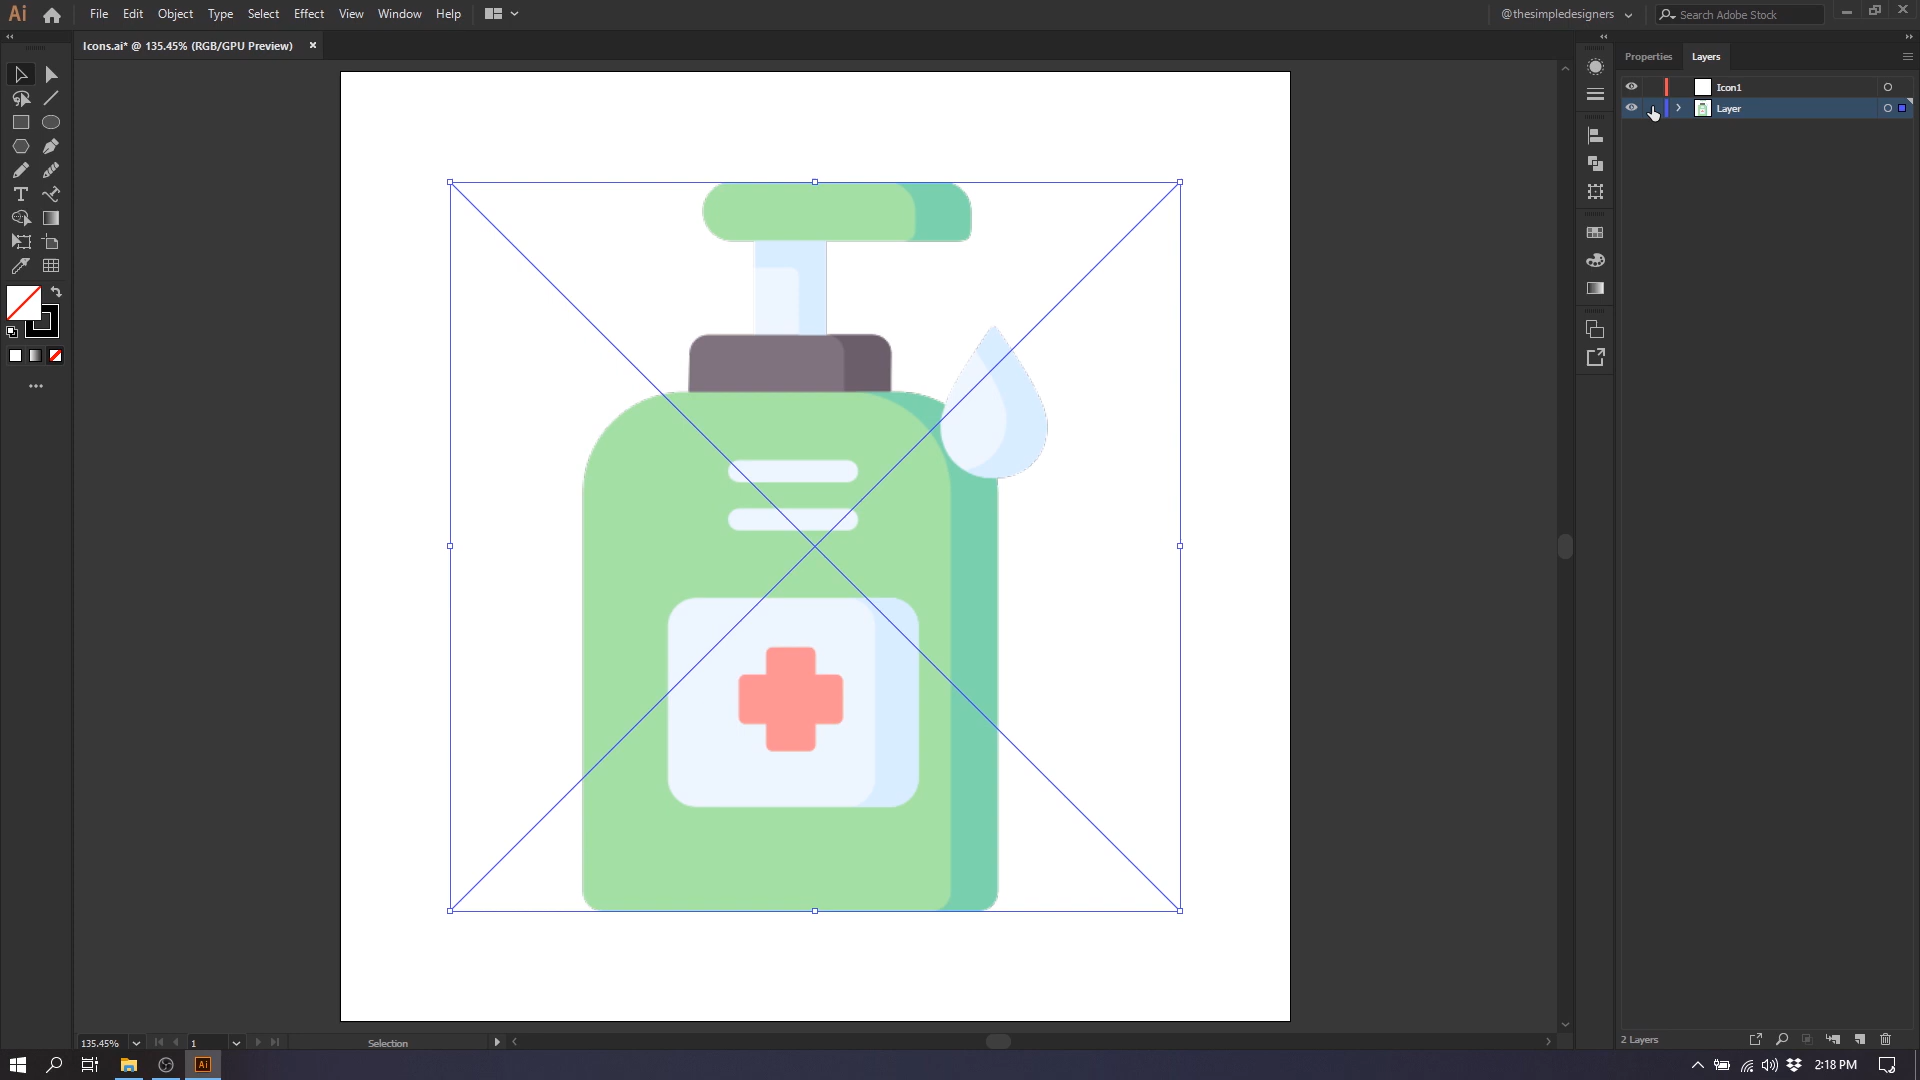 Ai File Edit Object Type Select Effect View Window Help @thesimpledesigners Search Adobe Stock
Icons.ai* @ 135.45% (RGB/GPU Preview) ×
Properties Layers
Icon1
Layer
T
135.45% 1 Selection 2 Layers
Ai 2:18 PM